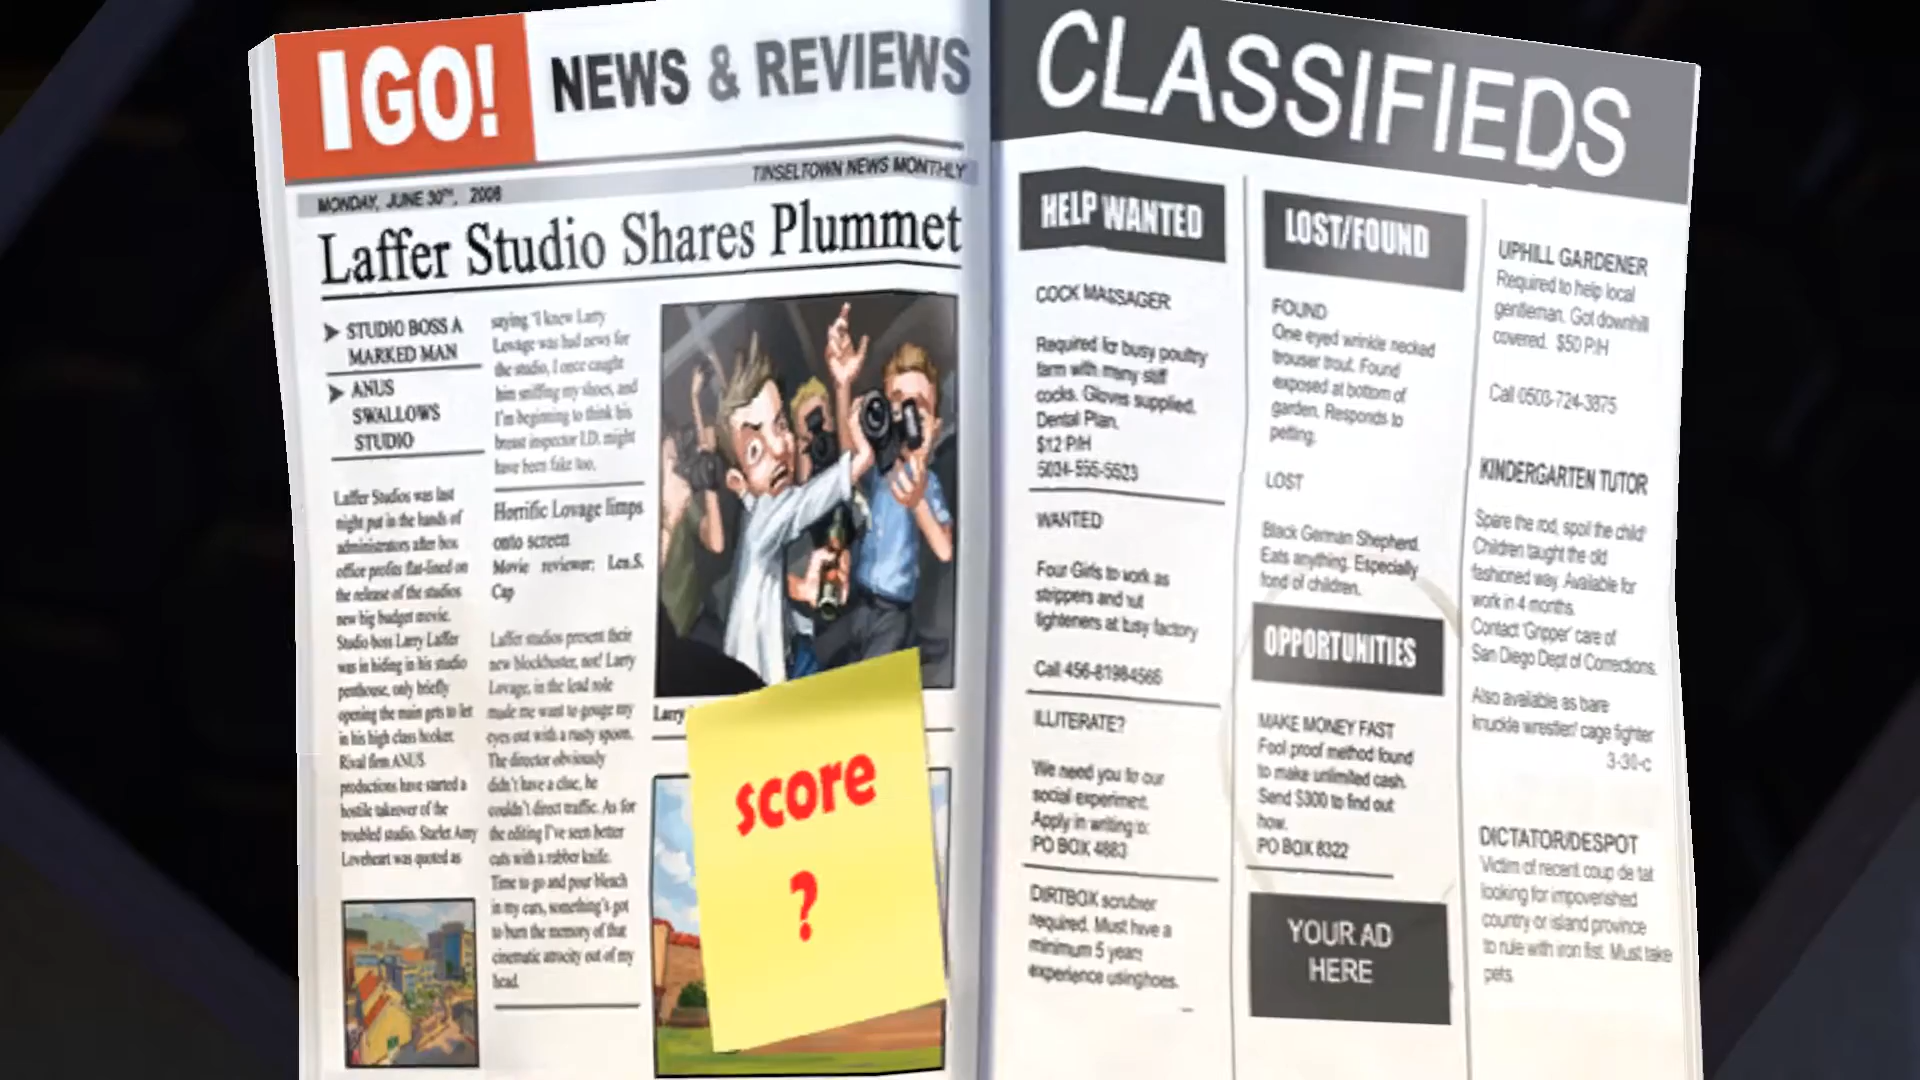 I GO!
NEWS & REVIEWS
TINSELTOWN NEWS MONTHLY
MONDAY, JUNE 30TH, 2008
Laffer Studio Shares Plummet
STUDIO BOSS A
MARKED MAN
ANUS
SWALLOWS
STUDIO
Laffer Studios was last
night put in the hands of
administrators after box
office profits flat-lined on
the release of the studios
new big budget movie.
Studio boss Larry Laffer
was in hiding in his studio
penthouse, only briefly
opening the main gets to let
in his high class hooker.
Rival firm ANUS
productions have started a
hostile takeover of the
troubled studio. Starlet Amy
Loveheart was quoted as
saying "I knew Larry
Lovage was bad news for
the studio, I once caught
him sniffing my shoes, and
I'm beginning to think his
breast inspector I.D. might
have been fake too.
Horrific Lovage limps
onto screen
Movie reviewer: Len.S.
Cap
Laffer studios present their
new blockbuster, not! Larry
Lovage, in the lead role
made me want to gouge my
eyes out with a rusty spoon.
The director obviously
didn't have a clue, he
couldn't direct traffic. As for
the editing I've seen better
cuts with a rubber knife.
Time to go and pour bleach
in my ears, something's got
to burn the memory of that
cinematic atrocity out of my
head.
Larry
score
?
CLASSIFIEDS
HELP WANTED
COCK MASSAGER
Required for busy poultry
farm with many stiff
cocks. Gloves supplied.
Dental Plan.
$12 P/H
5034-555-5523
WANTED
Four Girls to work as
strippers and nut
tighteners at busy factory
Call 456-81984566
ILLITERATE?
We need you for our
social experiment.
Apply in writing to:
PO BOX 4883
DIRTBOX scrubber
required. Must have a
minimum 5 years
experience using hoes.
LOST/FOUND
FOUND
One eyed wrinkle necked
trouser trout. Found
exposed at bottom of
garden. Responds to
petting.
LOST
Black German Shepherd.
Eats anything. Especially
fond of children.
OPPORTUNITIES
MAKE MONEY FAST
Fool proof method found
to make unlimited cash.
Send $300 to find out
how.
PO BOX 8322
YOUR AD
HERE
UPHILL GARDENER
Required to help local
gentleman. Got downhill
covered. $50 P/H
Call 0503-724-3875
KINDERGARTEN TUTOR
'Spare the rod, spoil the child'
Children taught the old
fashioned way. Available for
work in 4 months.
Contact 'Gripper' care of
San Diego Dept of Corrections.
Also available as bare
knuckle wrestler/ cage fighter
3-30-c
DICTATOR/DESPOT
Victim of recent coup de tat
looking for impoverished
country or island province
to rule with iron fist. Must take
pets.